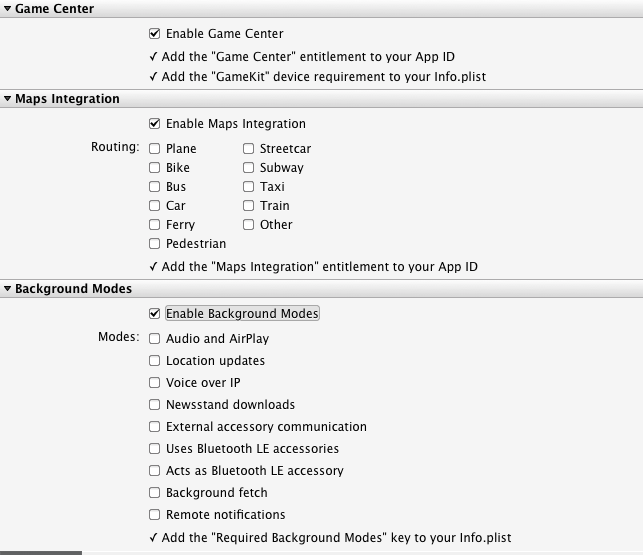 Game Center
Enable Game Center
✓ Add the "Game Center" entitlement to your App ID
✓ Add the "GameKit" device requirement to your Info.plist
Maps Integration
Enable Maps Integration
Routing: Plane Streetcar
Bike Subway
Bus Taxi
Car Train
Ferry Other
Pedestrian
✓ Add the "Maps Integration" entitlement to your App ID
Background Modes
Enable Background Modes
Modes: Audio and AirPlay
Location updates
Voice over IP
Newsstand downloads
External accessory communication
Uses Bluetooth LE accessories
Acts as Bluetooth LE accessory
Background fetch
Remote notifications
✓ Add the "Required Background Modes" key to your Info.plist